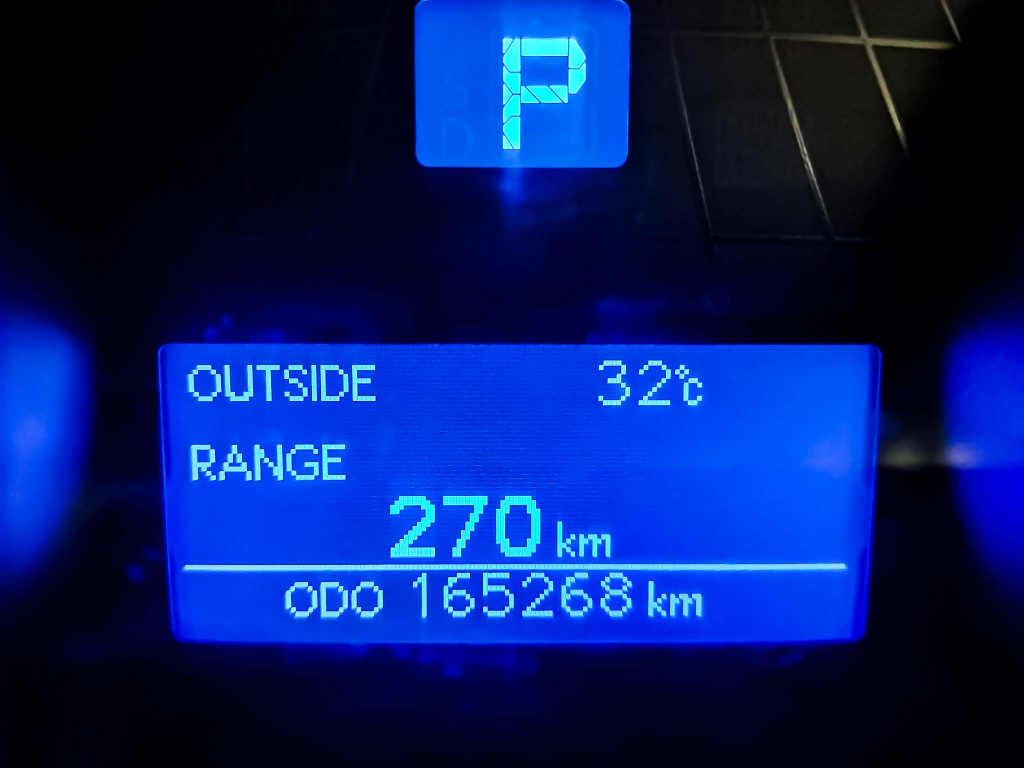 P
OUTSIDE 32℃
RANGE
270 km
ODO 165268 km